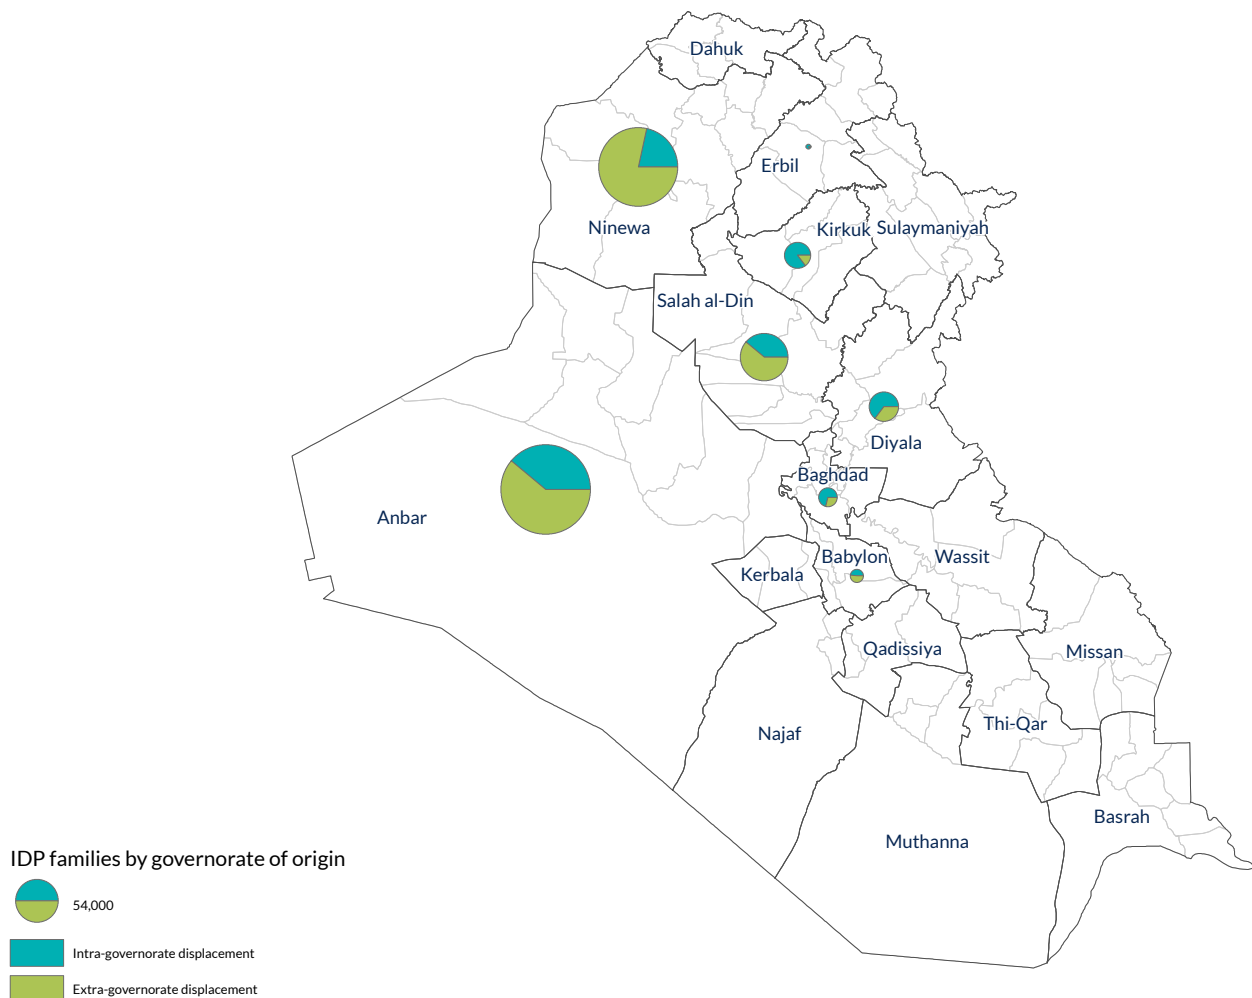 Dahuk
Erbil
Ninewa
Kirkuk
Sulaymaniyah
Salah al-Din
Diyala
Baghdad
Anbar
Babylon
Wassit
Kerbala
Qadissiya
Missan
Thi-Qar
Najaf
Basrah
Muthanna
IDP families by governorate of origin
54,000
Intra-governorate displacement
Extra-governorate displacement